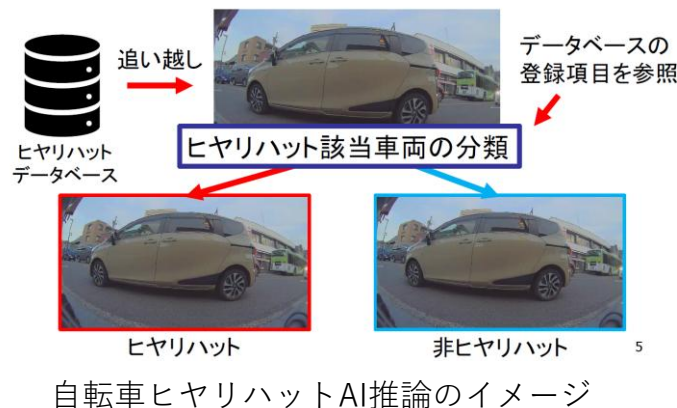 追い越し
データベースの
登録項目を参照
ヒヤリハット
データベース
ヒヤリハット該当車両の分類
ヒヤリハット
非ヒヤリハット
5
自転車ヒヤリハットAI推論のイメージ